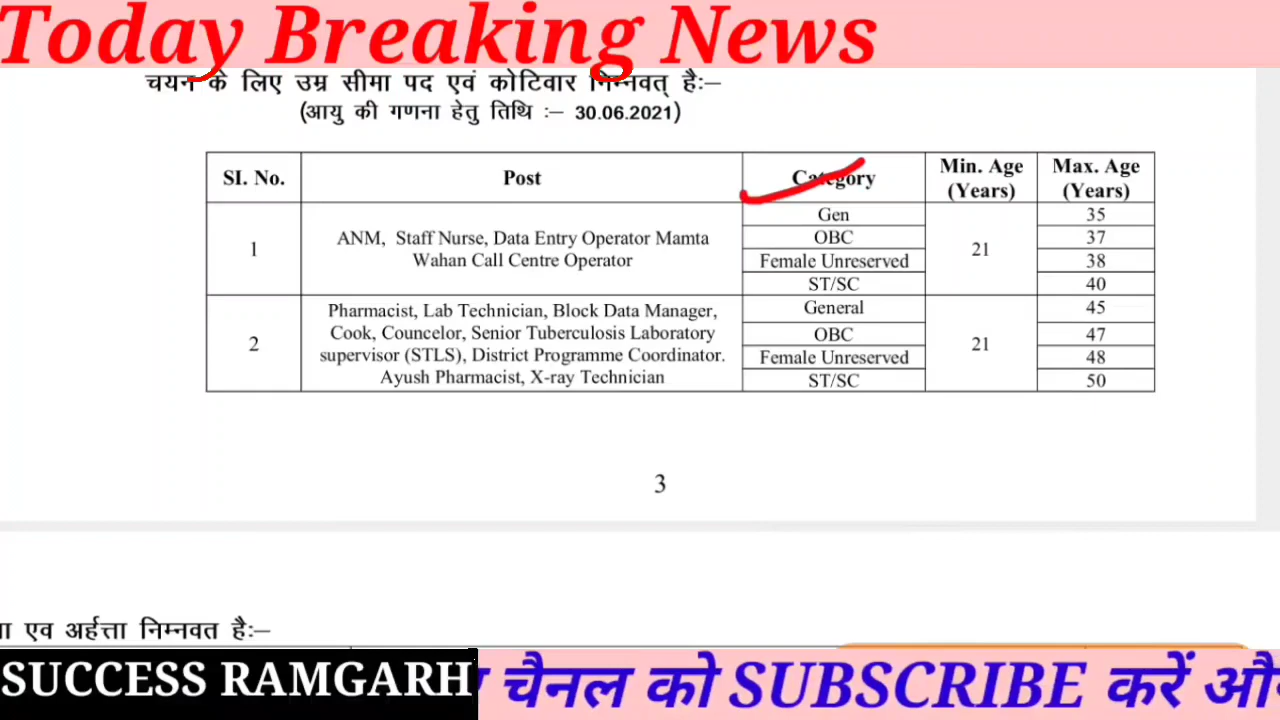 Today Breaking News
चयन के लिए उम्र सीमा पद एवं कोटिवार निम्नवत् है:–
(आयु की गणना हेतु तिथि :– 30.06.2021)
SI. No. Post Category Min. Age (Years) Max. Age (Years)
1 ANM, Staff Nurse, Data Entry Operator Mamta Wahan Call Centre Operator Gen 21 35
OBC 37
Female Unreserved 38
ST/SC 40
2 Pharmacist, Lab Technician, Block Data Manager, Cook, Councelor, Senior Tuberculosis Laboratory supervisor (STLS), District Programme Coordinator. Ayush Pharmacist, X-ray Technician General 21 45
OBC 47
Female Unreserved 48
ST/SC 50
3
एव अर्हत्ता निम्नवत है:–
SUCCESS RAMGARH चैनल को SUBSCRIBE करें